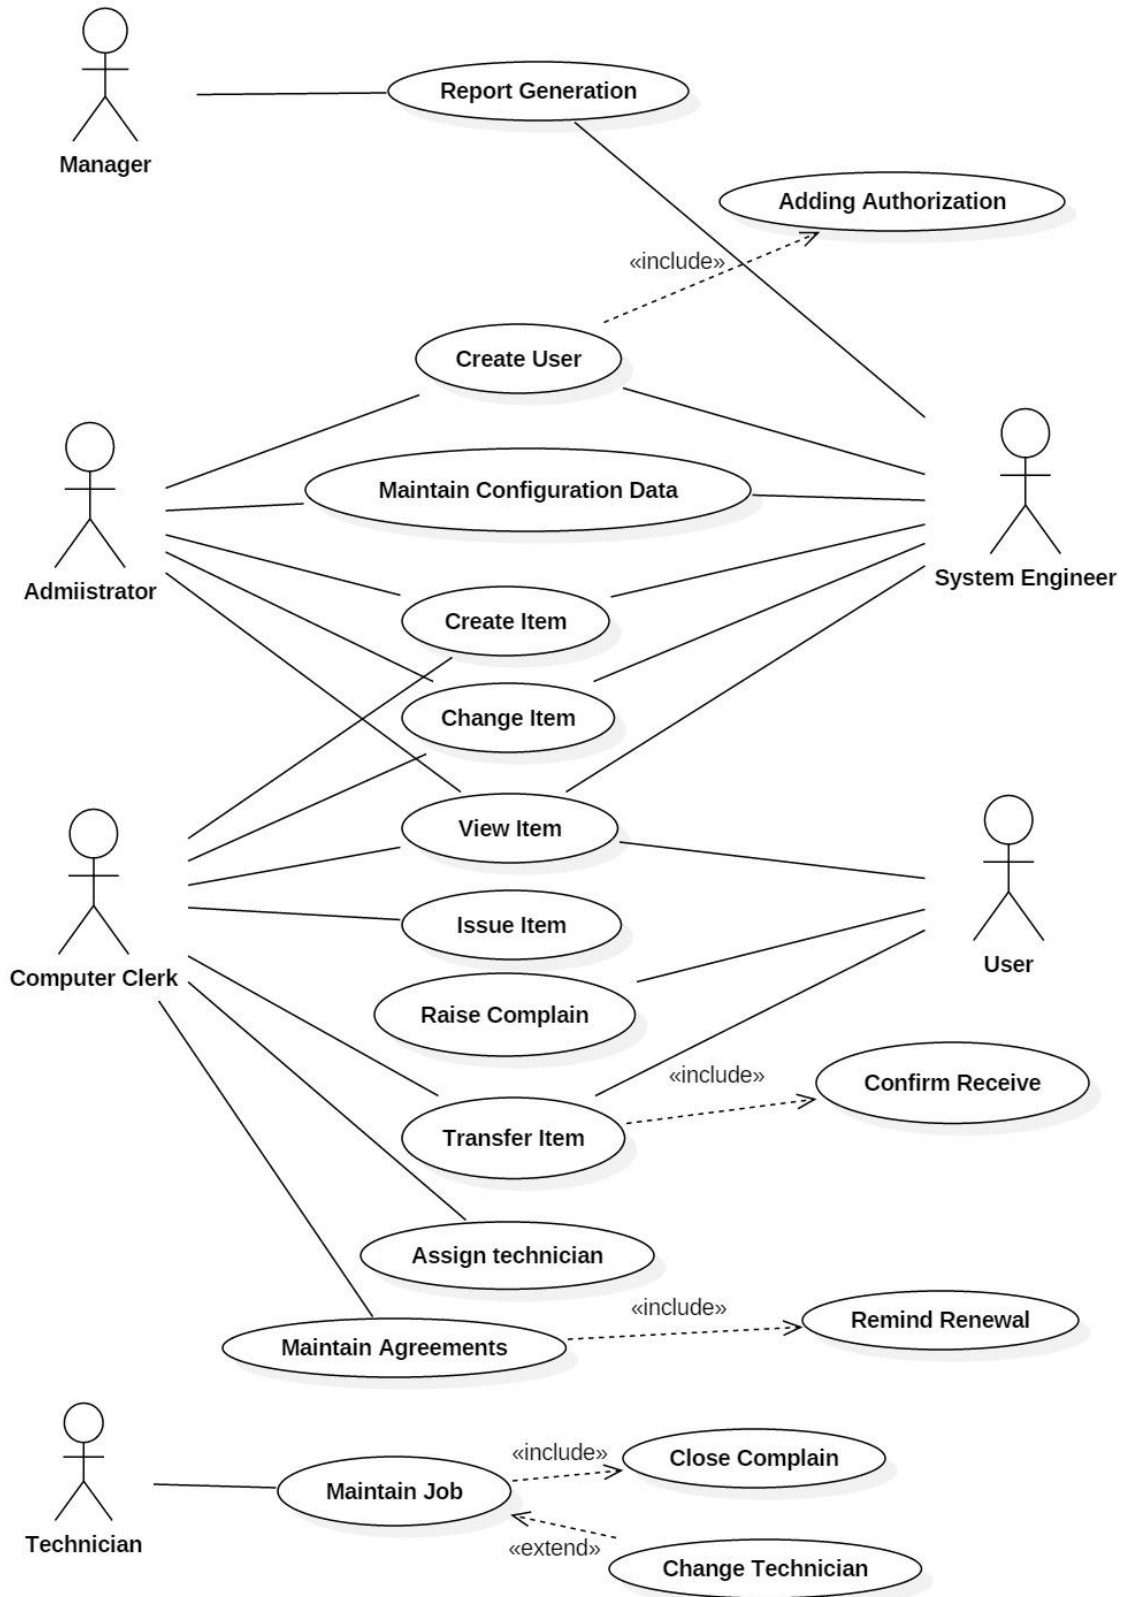 Report Generation
Manager
Adding Authorization
«include»
Create User
Maintain Configuration Data
Admiistrator
System Engineer
Create Item
Change Item
View Item
Issue Item
User
Computer Clerk
Raise Complain
«include»
Confirm Receive
Transfer Item
Assign technician
«include»
Remind Renewal
Maintain Agreements
«include»
Close Complain
Maintain Job
Technician
«extend»
Change Technician